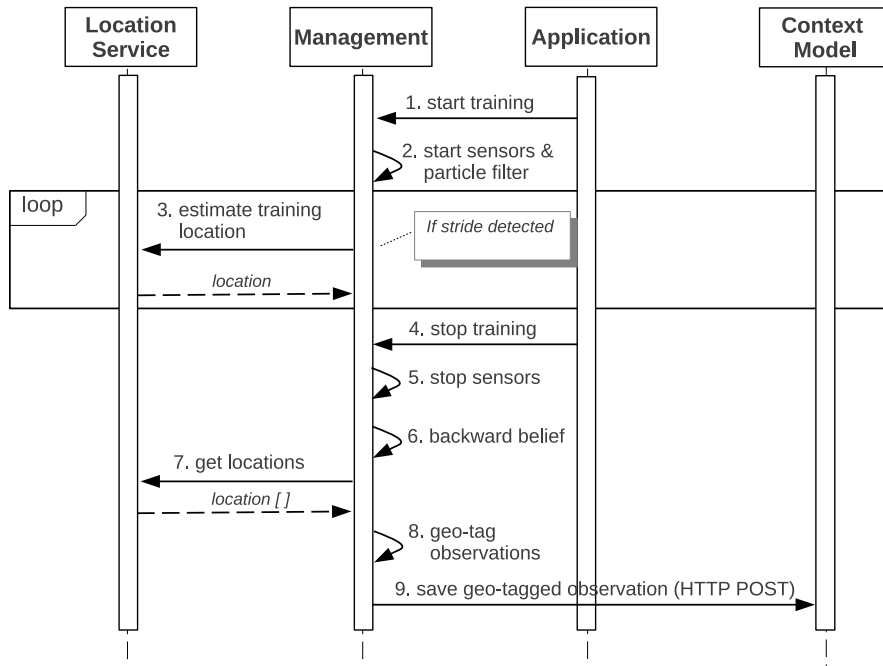 Location
Service
Management
Application
Context
Model
1. start training
2. start sensors &
particle filter
loop
3. estimate training
location
If stride detected
location
4. stop training
5. stop sensors
6. backward belief
7. get locations
location [ ]
8. geo-tag
observations
9. save geo-tagged observation (HTTP POST)